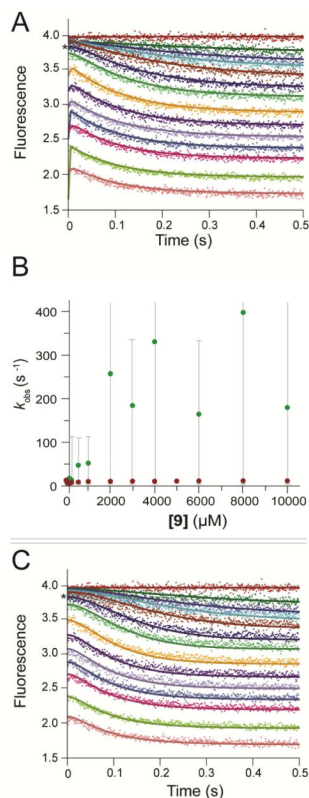 A
4.0
*
3.5
3.0
2.5
2.0
1.5
Fluorescence
0 0.1 0.2 0.3 0.4 0.5
Time (s)
B
400
300
200
100
0
kobs (s-1)
0 2000 4000 6000 8000 10000
[9] (µM)
C
4.0
*
3.5
3.0
2.5
2.0
1.5
Fluorescence
0 0.1 0.2 0.3 0.4 0.5
Time (s)